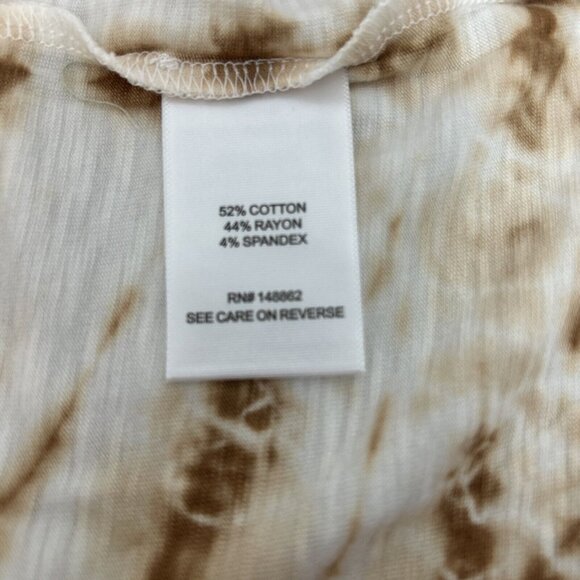 52% COTTON
44% RAYON
4% SPANDEX
RN# 148862
SEE CARE ON REVERSE